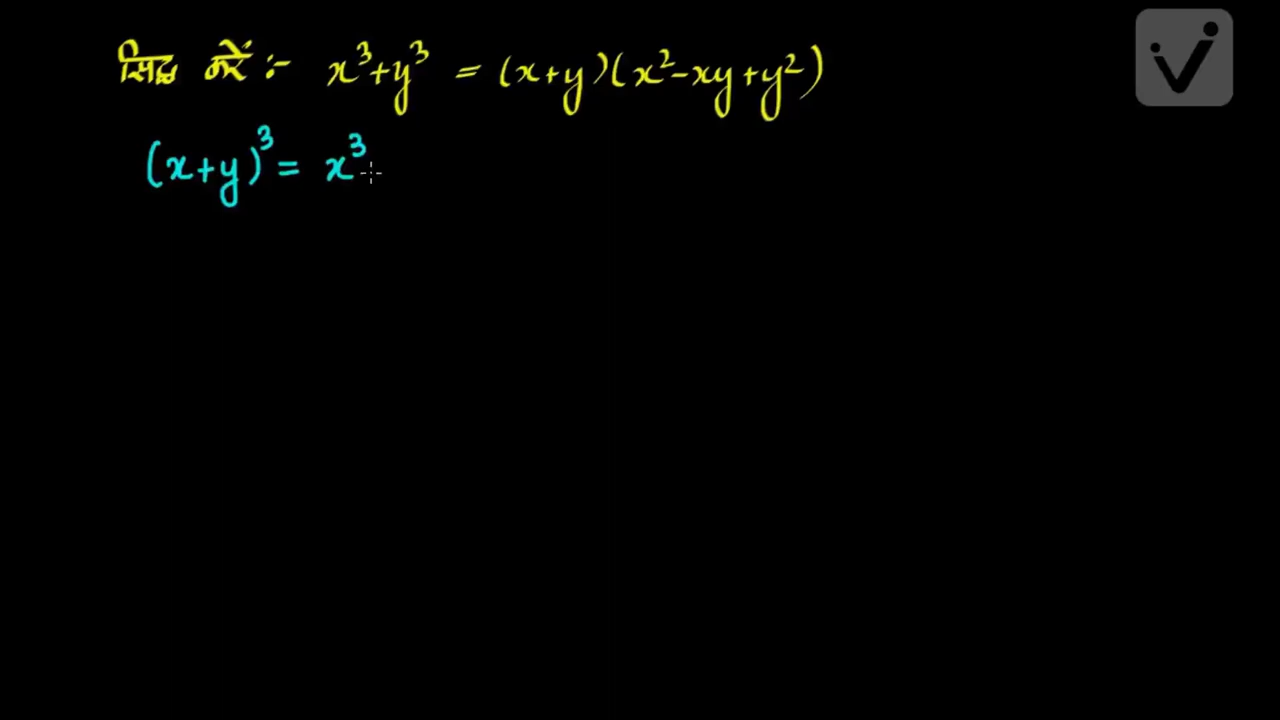 सिद्ध करें :- x³+y³ = (x+y)(x²-xy+y²)
(x+y)³ = x³